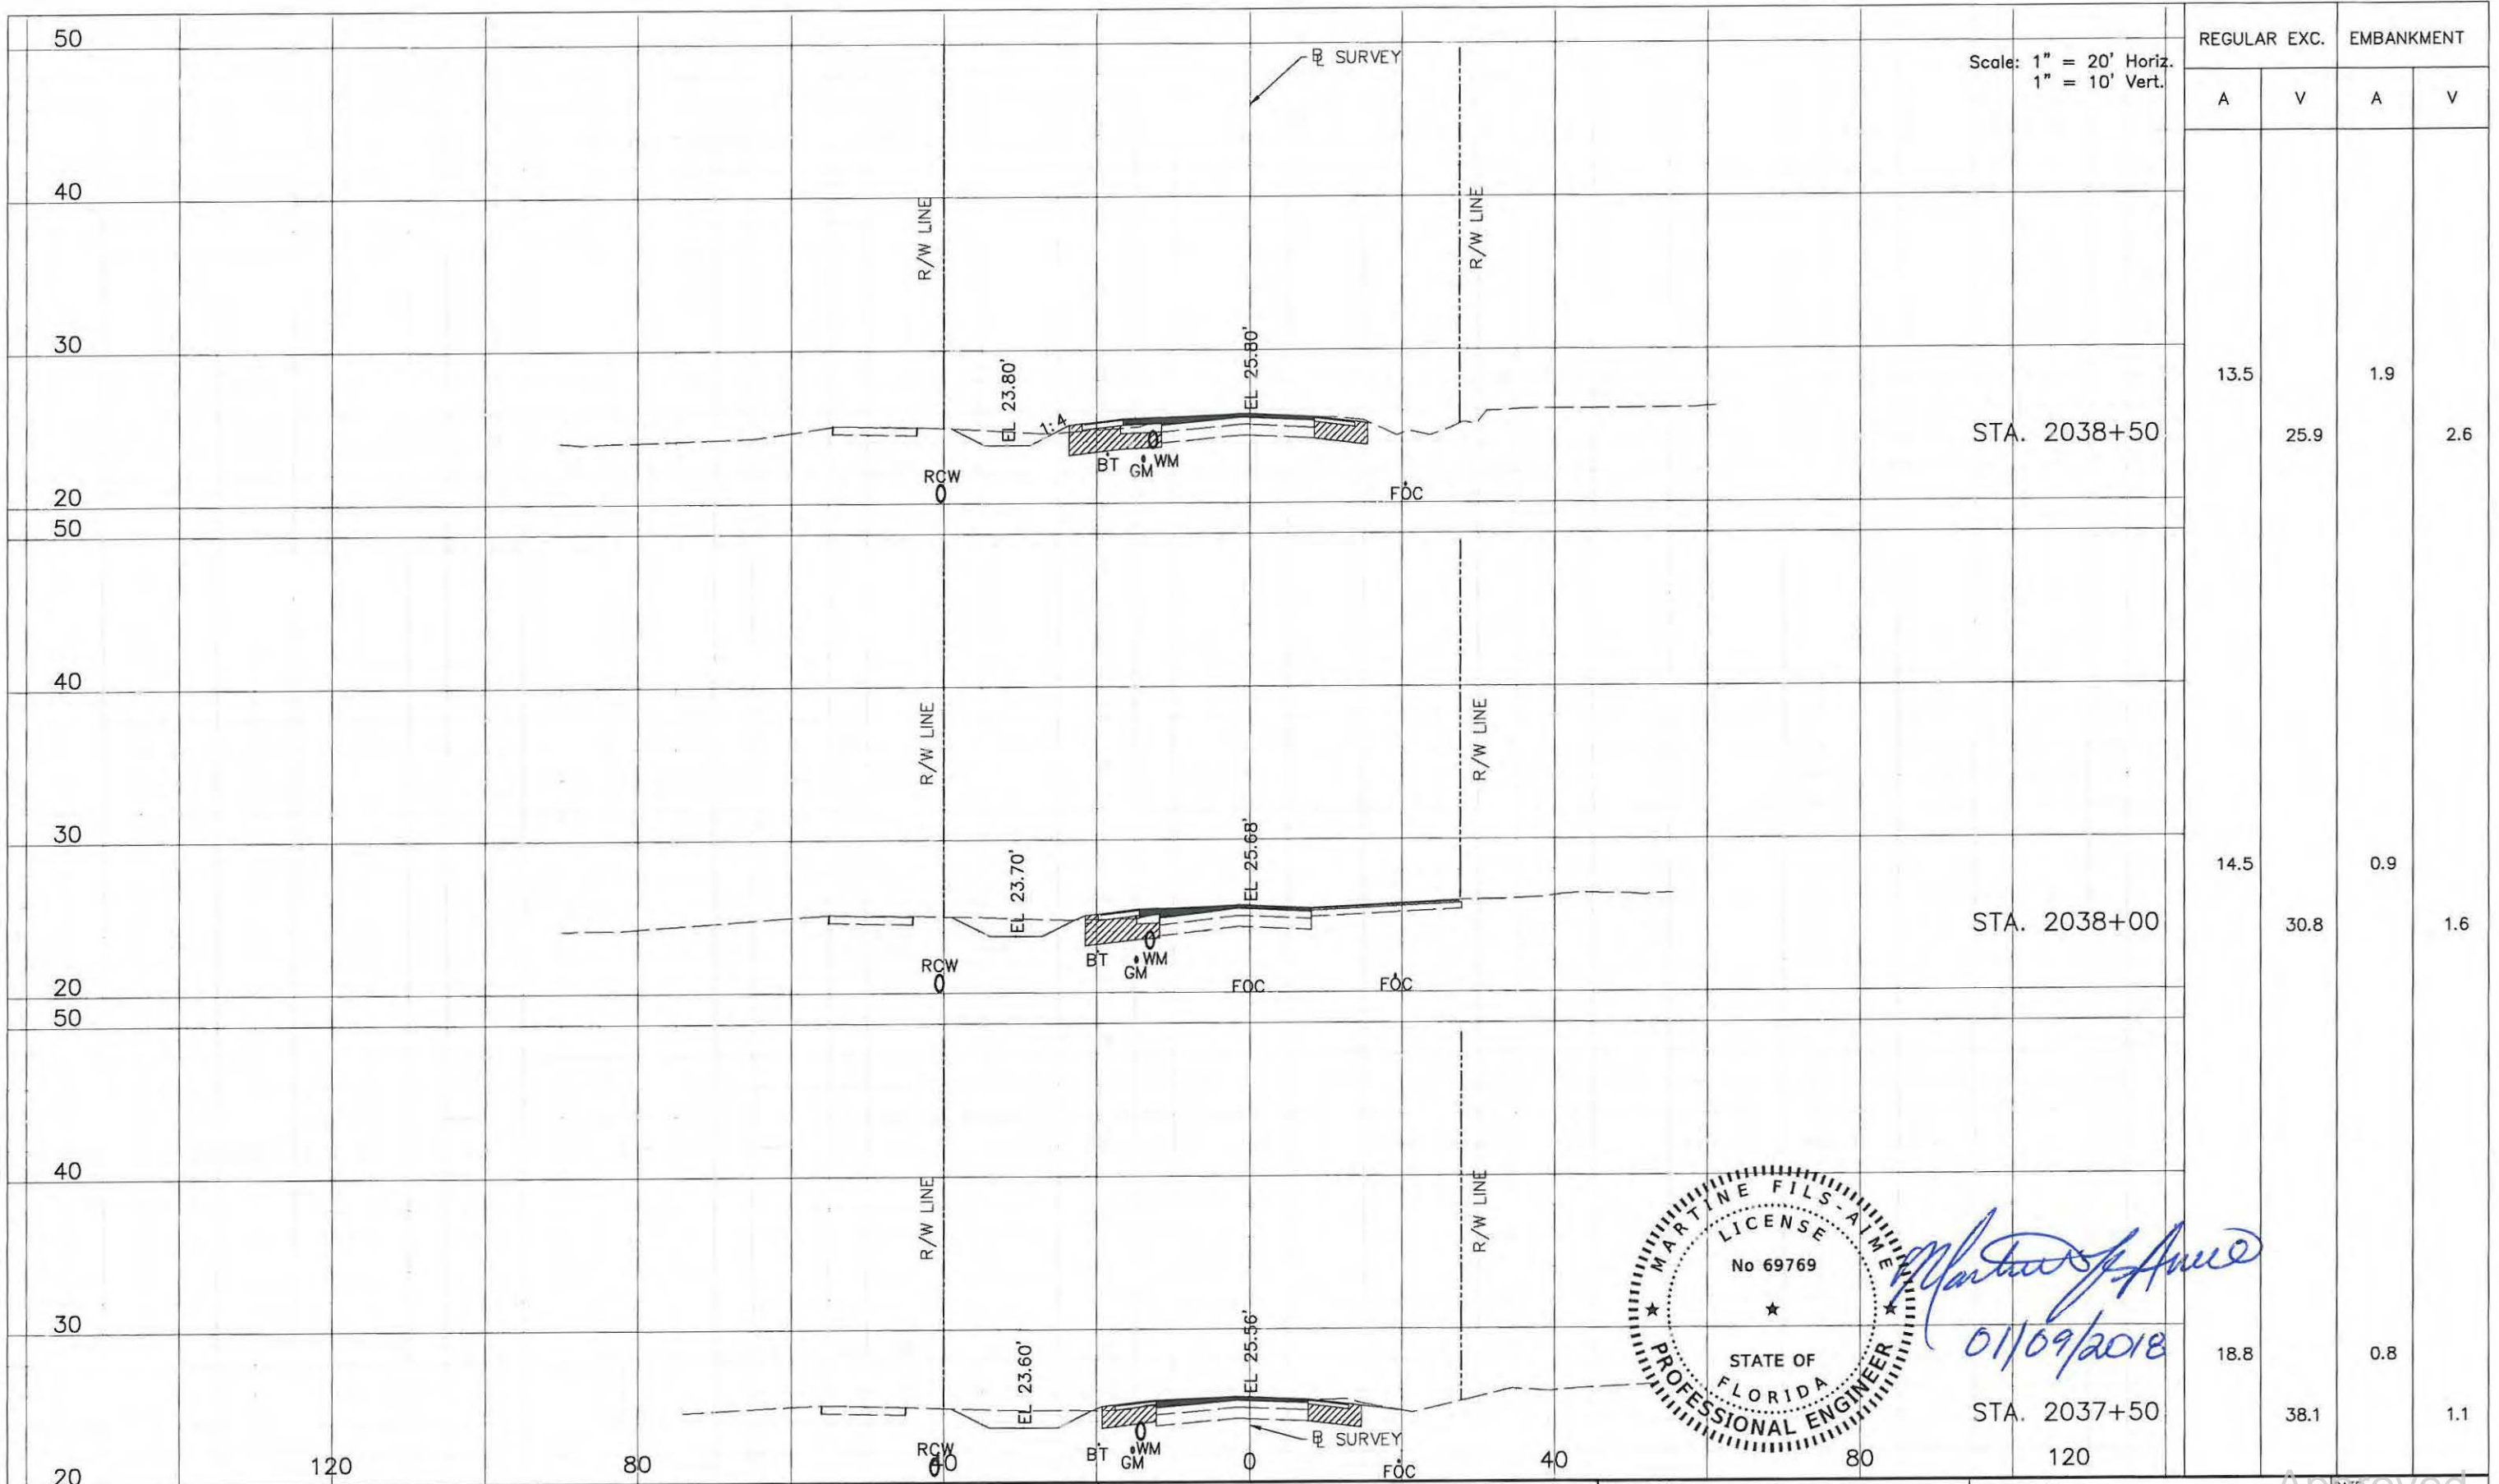 REGULAR EXC. EMBANKMENT
A V A V
Scale: 1" = 20' Horiz.
1" = 10' Vert.
50
℄ SURVEY
40
R/W LINE
R/W LINE
30
EL 23.80'
1:4
EL 25.80'
13.5 1.9
STA. 2038+50
25.9 2.6
BT GM WM
RCW
FOC
20
50
40
R/W LINE
R/W LINE
30
EL 23.70'
EL 25.68'
14.5 0.9
STA. 2038+00
30.8 1.6
BT GM WM
RCW
FOC FOC
20
50
40
R/W LINE
R/W LINE
30
EL 23.60'
EL 25.56'
MARTINE FILS-AIME
LICENSE
No 69769
STATE OF
FLORIDA
PROFESSIONAL ENGINEER
01/09/2018
18.8 0.8
STA. 2037+50
38.1 1.1
℄ SURVEY
RCW
BT GM WM
FOC
120 80 40 0 40 80 120
20